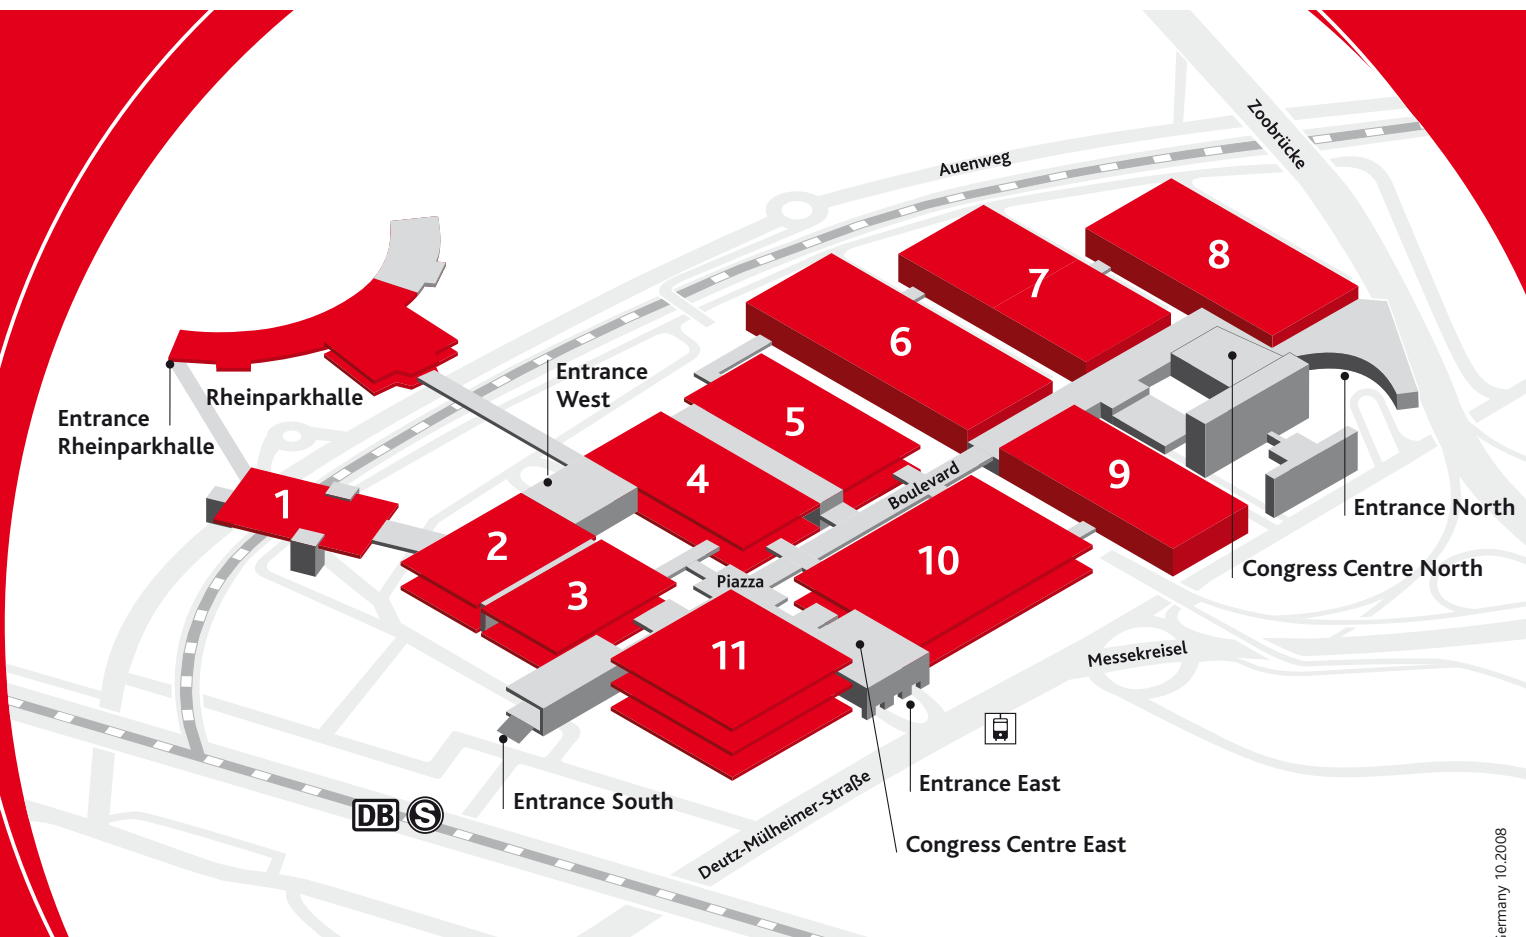 Zoobrücke
Auenweg
8
7
6
Entrance
West
Rheinparkhalle
Entrance
Rheinparkhalle
5
4
9
1
Boulevard
Entrance North
2
10
Congress Centre North
Piazza
3
11
Messekreisel
Entrance East
Entrance South
DB S
Deutz-Mülheimer-Straße
Congress Centre East
10.2008